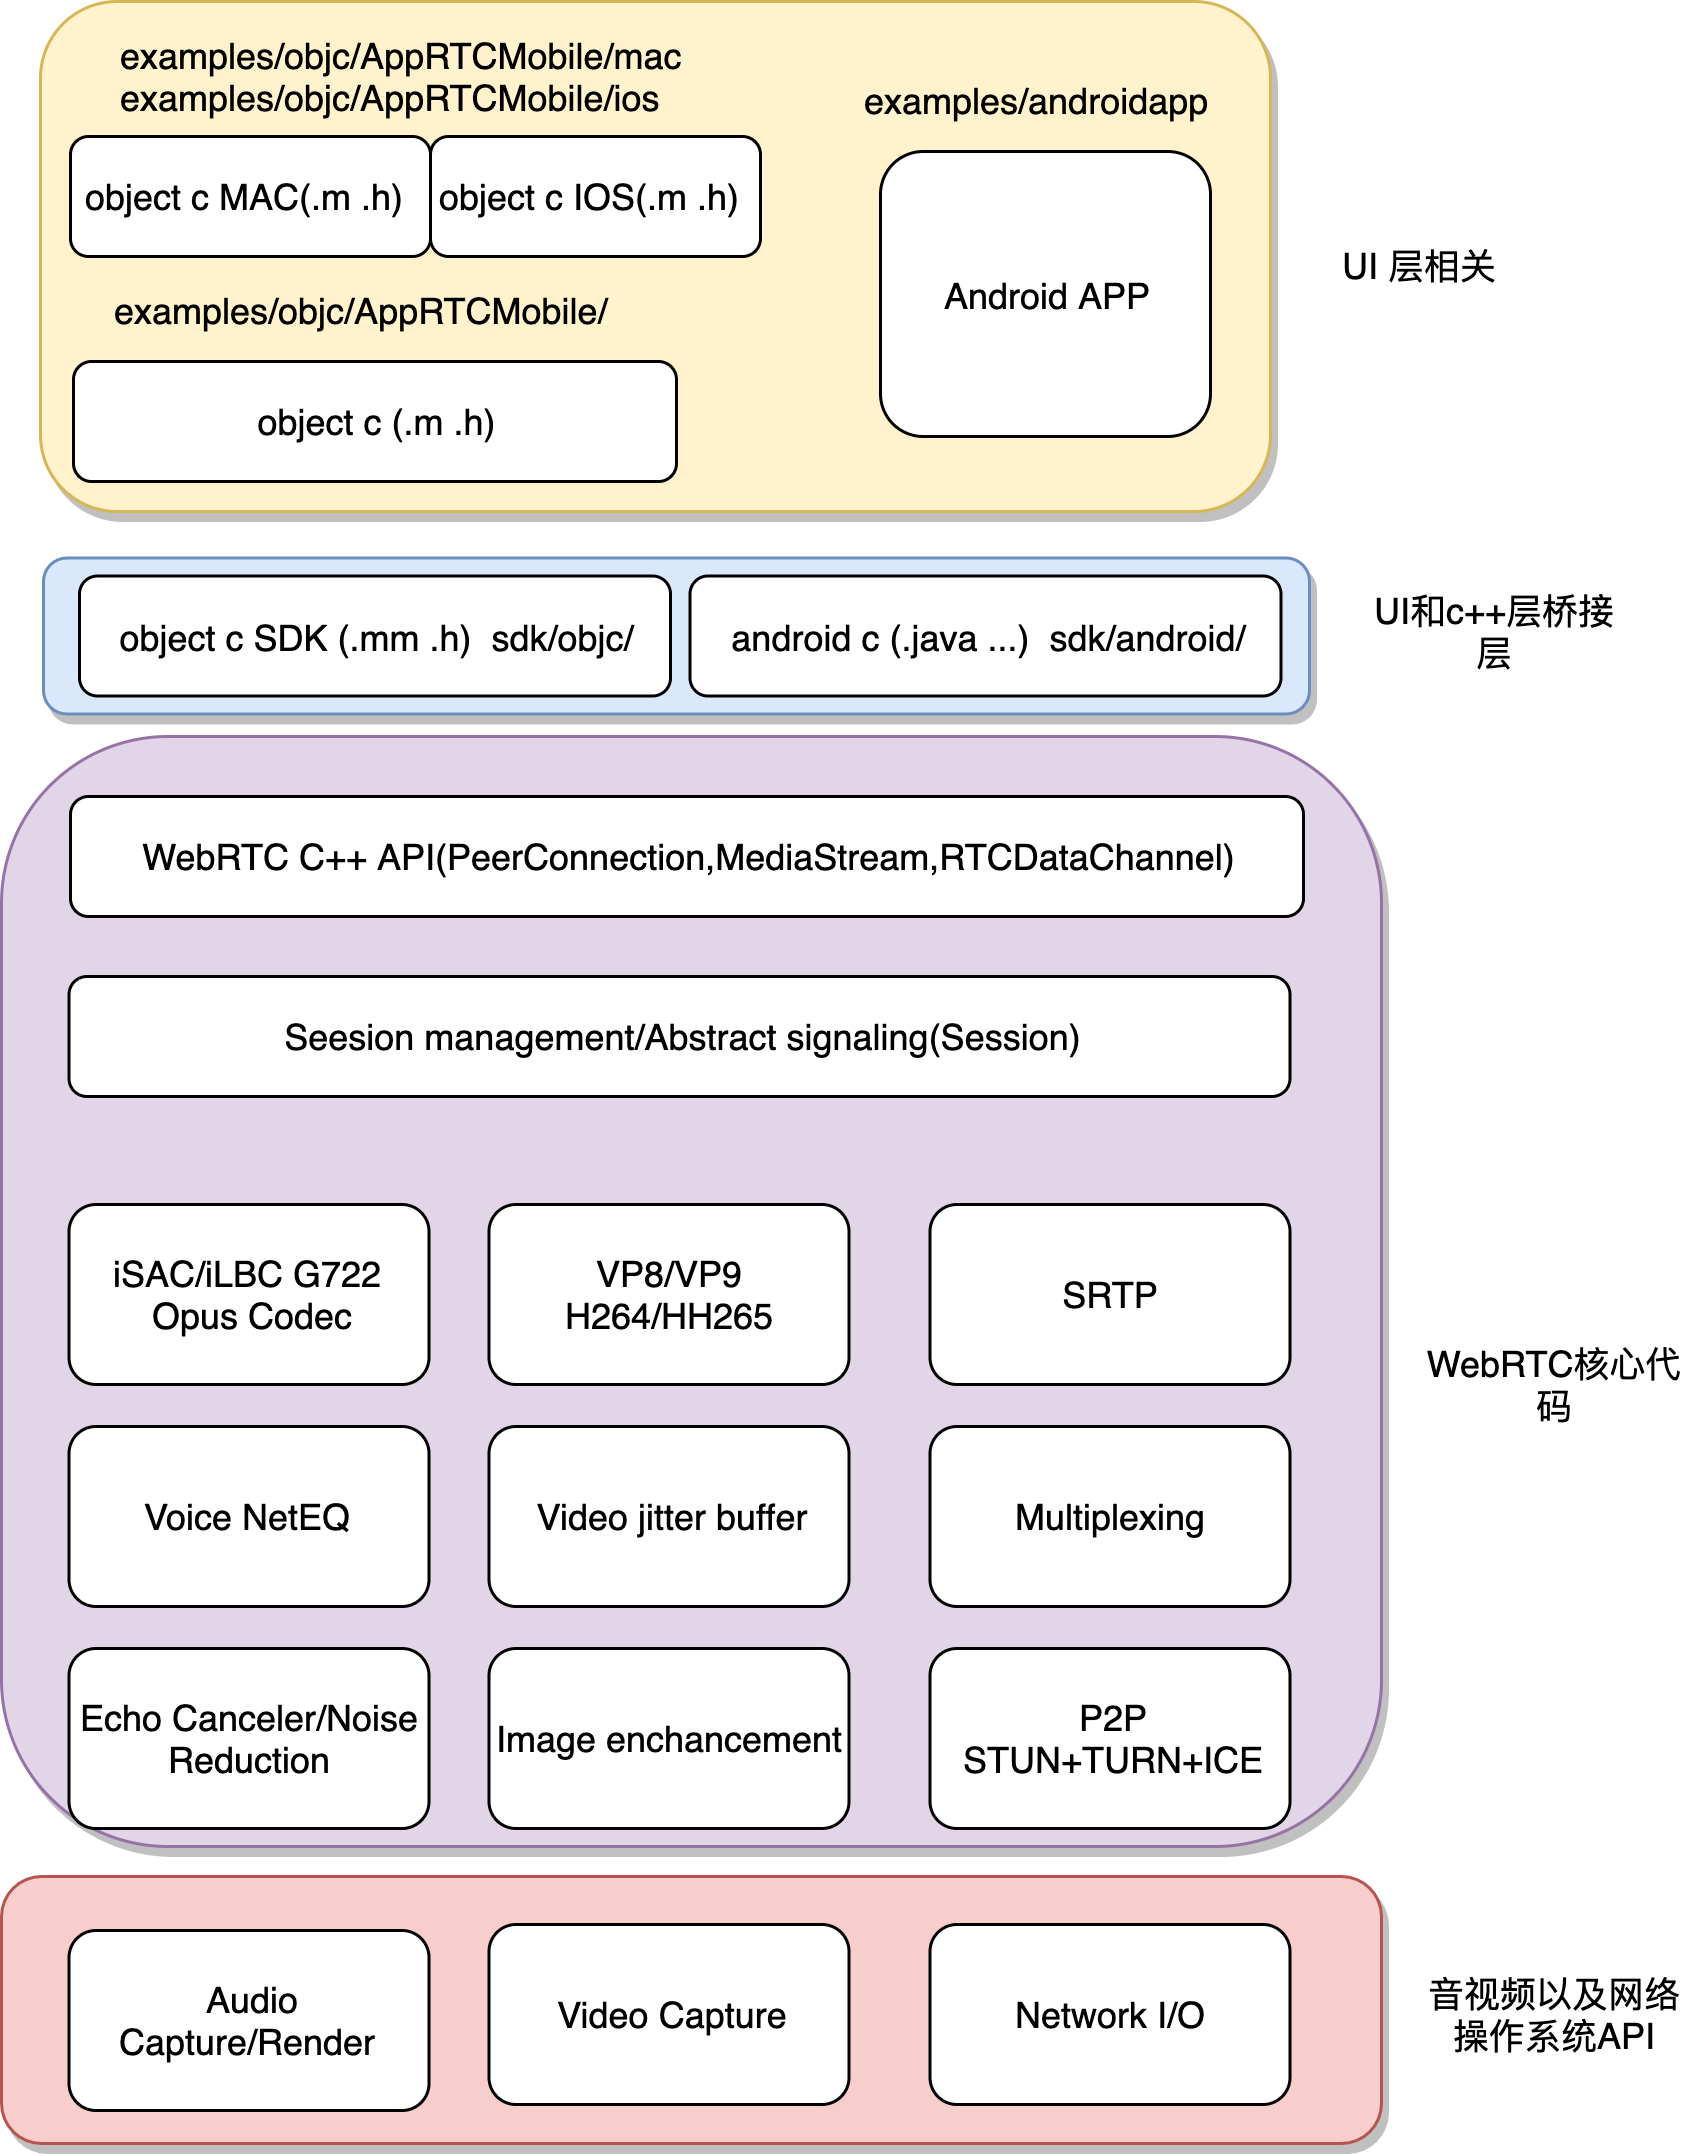 examples/objc/AppRTCMobile/mac
examples/objc/AppRTCMobile/ios
examples/androidapp
object c MAC(.m .h)
object c IOS(.m .h)
Android APP
UI 层相关
examples/objc/AppRTCMobile/
object c (.m .h)
object c SDK (.mm .h)  sdk/objc/
android c (.java ...)  sdk/android/
UI和c++层桥接
层
WebRTC C++ API(PeerConnection,MediaStream,RTCDataChannel)
Seesion management/Abstract signaling(Session)
iSAC/iLBC G722
Opus Codec
VP8/VP9
H264/HH265
SRTP
WebRTC核心代
码
Voice NetEQ
Video jitter buffer
Multiplexing
Echo Canceler/Noise
Reduction
Image enchancement
P2P
STUN+TURN+ICE
Audio
Capture/Render
Video Capture
Network I/O
音视频以及网络
操作系统API